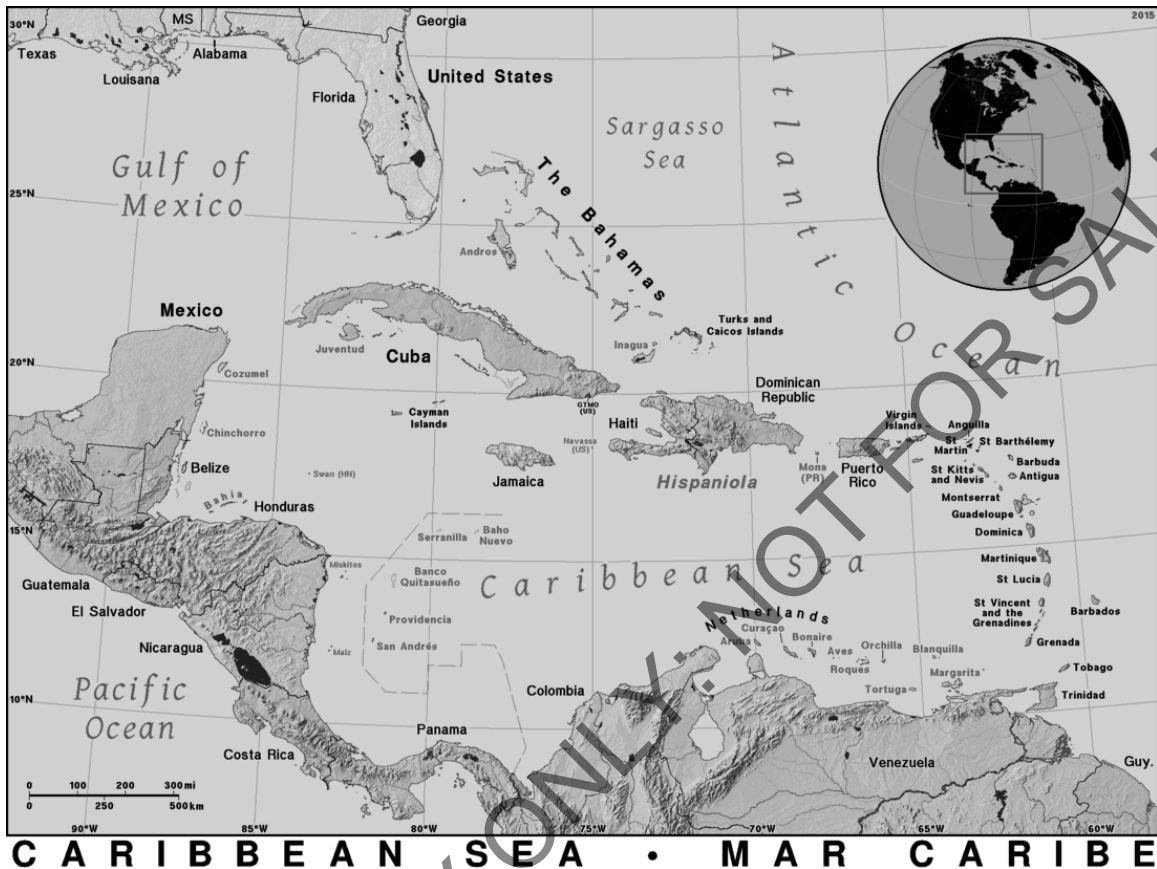 30°N
MS
Georgia
2015
Texas
Alabama
Louisana
United States
Florida
Atlantic
Ocean
Sargasso
Sea
Gulf of
Mexico
The Bahamas
25°N
Andros
Mexico
Turks and
Caicos Islands
Juventud
Cuba
Inagua
20°N
Cozumel
Dominican
Republic
GTMO
(US)
Cayman
Islands
Haiti
Virgin
Islands
Anguilla
Chinchorro
Navassa
(US)
St
Martin
St Barthélemy
Belize
Swan (HN)
Jamaica
Hispaniola
Mona
(PR)
Puerto
Rico
St Kitts
and Nevis
Barbuda
Antigua
Bahia
Honduras
Montserrat
Guadeloupe
15°N
Serranilla
Baho
Nuevo
Dominica
Caribbean Sea
Martinique
Miskitos
Banco
Quitasueño
Guatemala
St Lucia
El Salvador
Providencia
Netherlands
St Vincent
and the
Grenadines
Barbados
Nicaragua
San Andrés
Maiz
Curaçao
Aruba
Bonaire
Aves
Roques
Orchilla
Blanquilla
Grenada
Margarita
Tobago
Pacific
Ocean
10°N
Colombia
Tortuga
Trinidad
Panama
Costa Rica
Venezuela
Guy.
0 100 200 300mi
0 250 500km
90°W 85°W 80°W 75°W 70°W 65°W 60°W
CARIBBEAN SEA • MAR CARIBE
ONLY: NOT FOR SAL